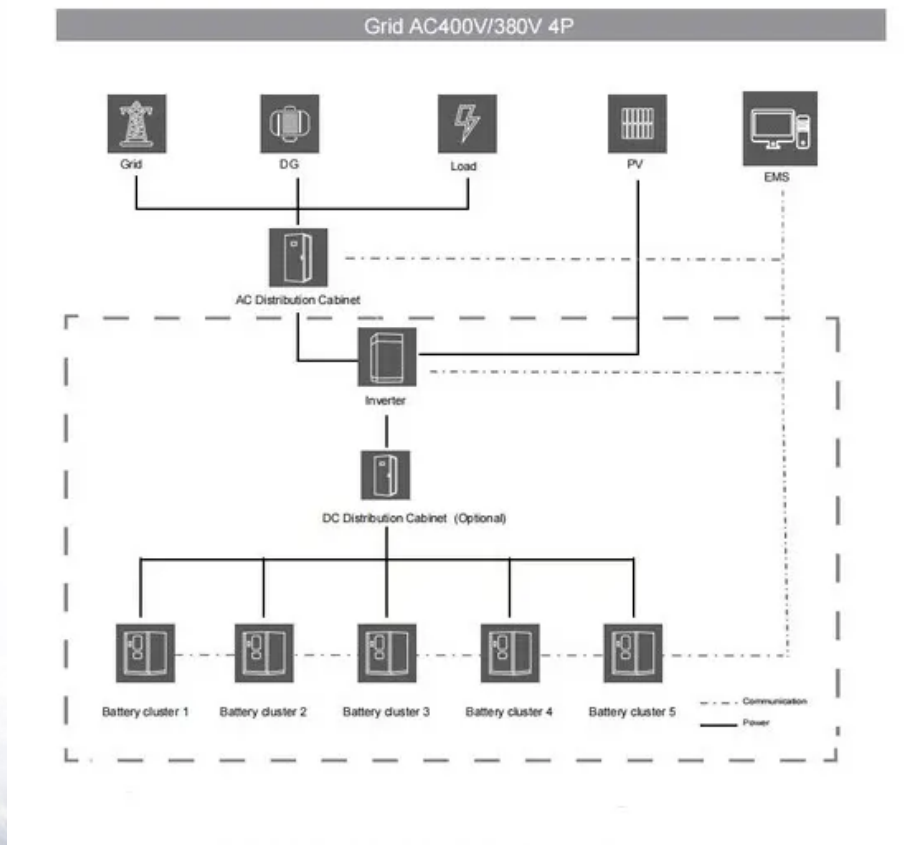 Grid AC400V/380V 4P
Grid
DG
Load
PV
EMS
AC Distribution Cabinet
Inverter
DC Distribution Cabinet (Optional)
Battery cluster 1
Battery cluster 2
Battery cluster 3
Battery cluster 4
Battery cluster 5
Communication
Power